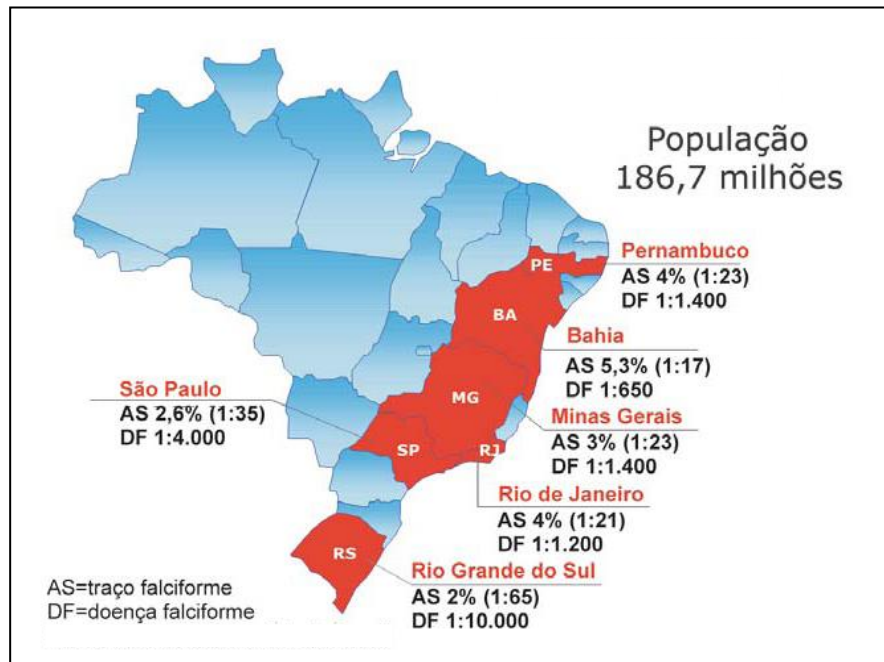 População
186,7 milhões
PE
Pernambuco
AS 4% (1:23)
DF 1:1.400
BA
Bahia
AS 5,3% (1:17)
DF 1:650
São Paulo
AS 2,6% (1:35)
DF 1:4.000
MG
Minas Gerais
AS 3% (1:23)
DF 1:1.400
SP
RJ
Rio de Janeiro
AS 4% (1:21)
DF 1:1.200
RS
Rio Grande do Sul
AS 2% (1:65)
DF 1:10.000
AS=traço falciforme
DF=doença falciforme